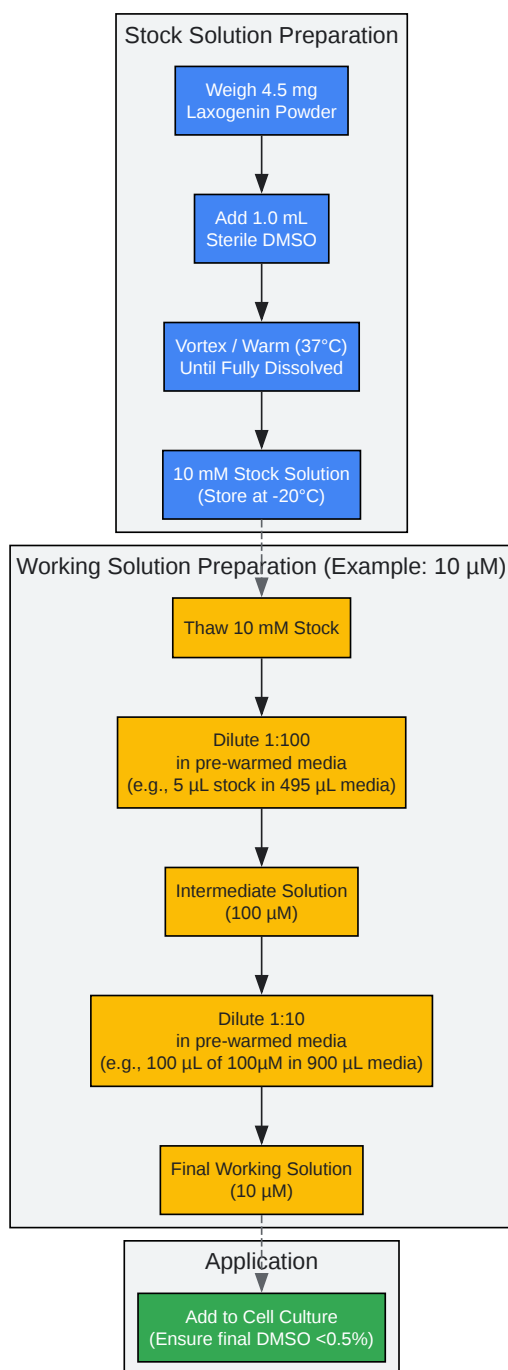 Stock Solution Preparation
Weigh 4.5 mg
Laxogenin Powder
Add 1.0 mL
Sterile DMSO
Vortex / Warm (37°C)
Until Fully Dissolved
10 mM Stock Solution
(Store at -20°C)
Working Solution Preparation (Example: 10 µM)
Thaw 10 mM Stock
Dilute 1:100
in pre-warmed media
(e.g., 5 µL stock in 495 µL media)
Intermediate Solution
(100 µM)
Dilute 1:10
in pre-warmed media
(e.g., 100 µL of 100µM in 900 µL media)
Final Working Solution
(10 µM)
Application
Add to Cell Culture
(Ensure final DMSO <0.5%)